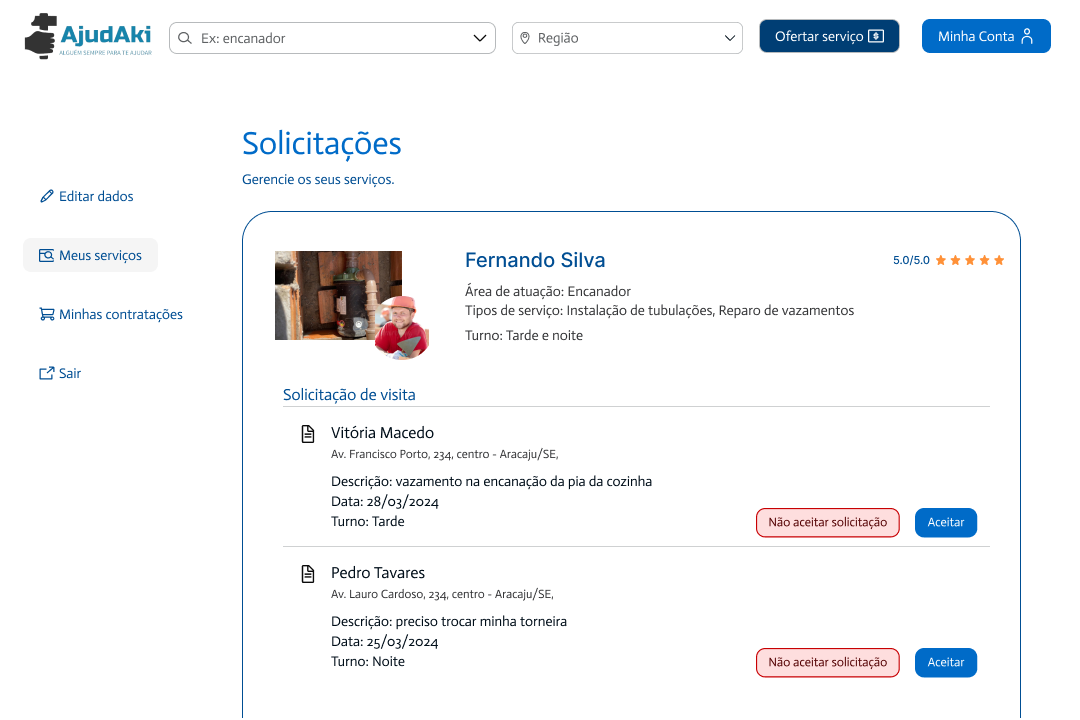 AjudAki
ALGUÉM SEMPRE PARA TE AJUDAR
Ex: encanador
Região
Ofertar serviço
Minha Conta
Solicitações
Gerencie os seus serviços.
Editar dados
Meus serviços
Minhas contratações
Sair
Fernando Silva
5.0/5.0
Área de atuação: Encanador
Tipos de serviço: Instalação de tubulações, Reparo de vazamentos
Turno: Tarde e noite
Solicitação de visita
Vitória Macedo
Av. Francisco Porto, 234, centro - Aracaju/SE,
Descrição: vazamento na encanação da pia da cozinha
Data: 28/03/2024
Turno: Tarde
Não aceitar solicitação
Aceitar
Pedro Tavares
Av. Lauro Cardoso, 234, centro - Aracaju/SE,
Descrição: preciso trocar minha torneira
Data: 25/03/2024
Turno: Noite
Não aceitar solicitação
Aceitar